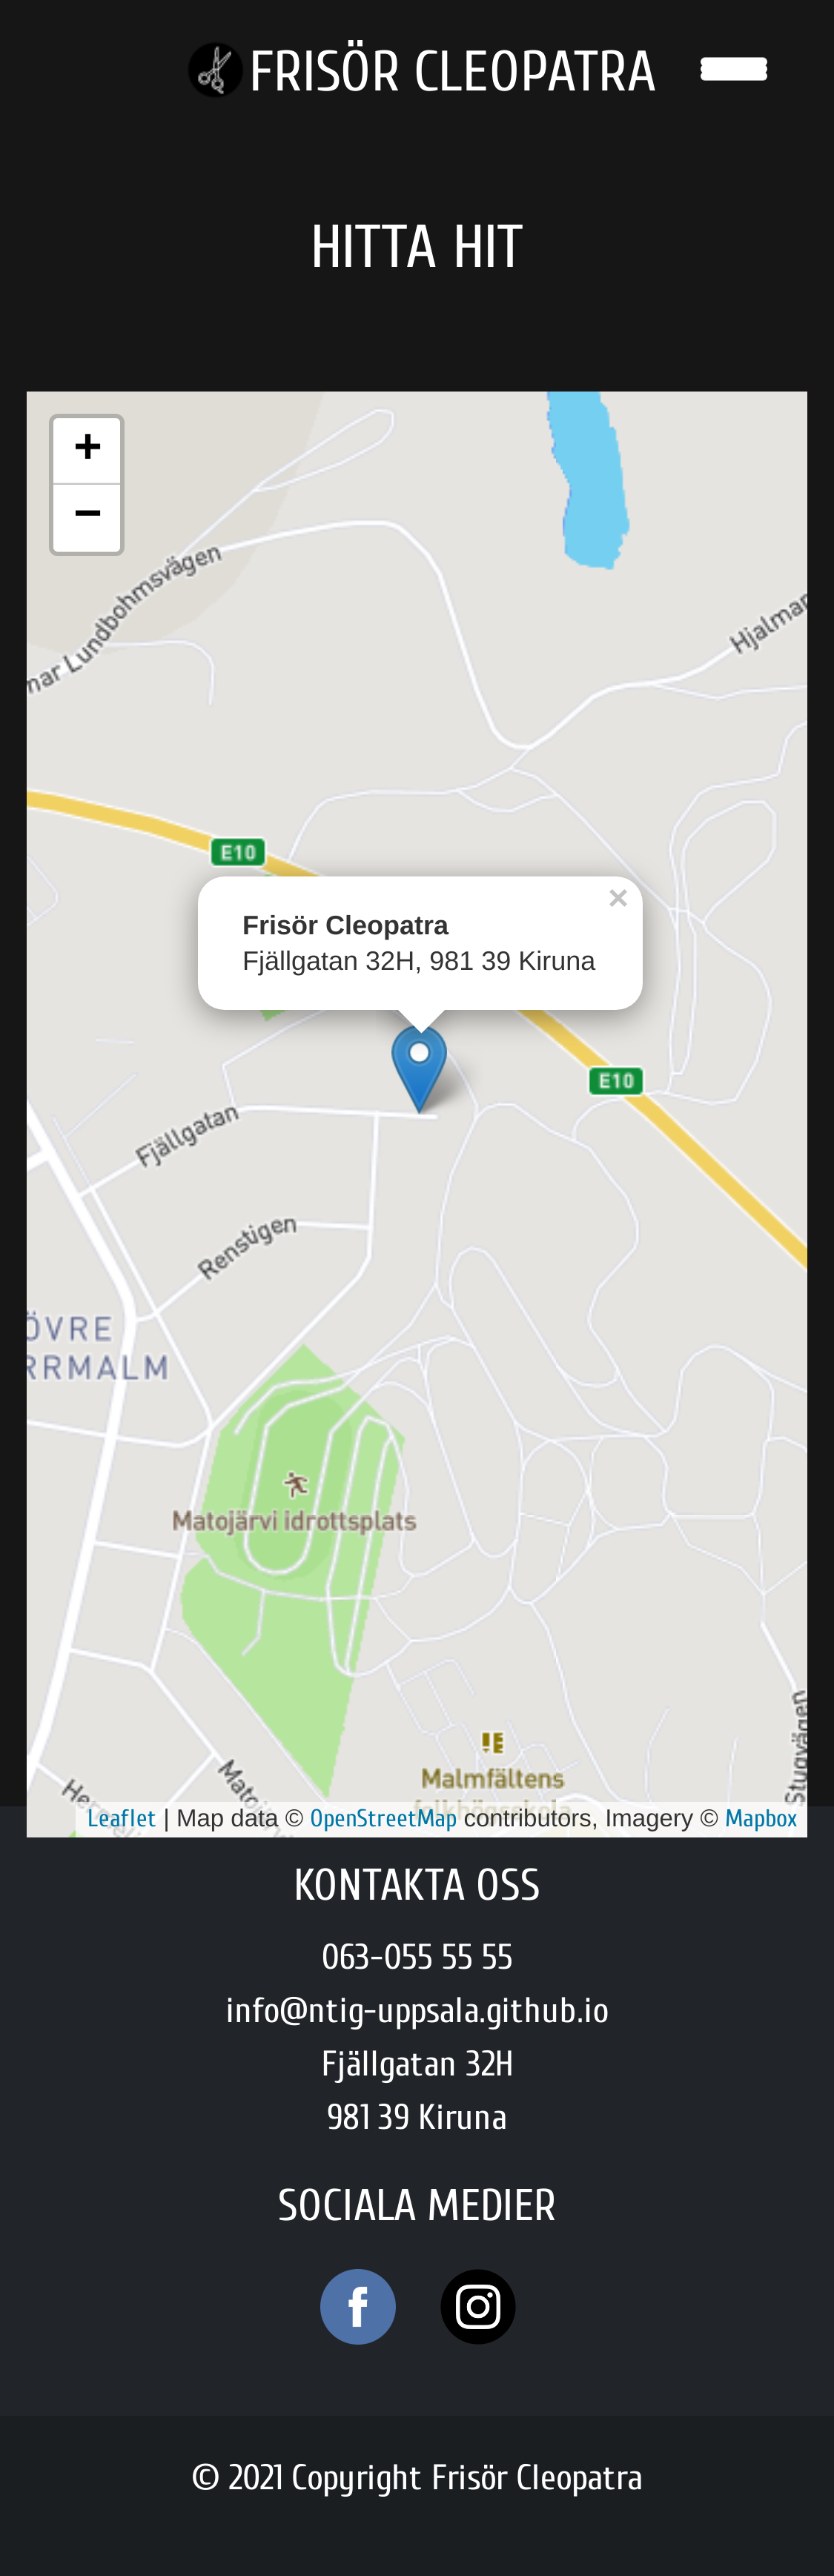 FRISÖR CLEOPATRA
HITTA HIT
+
−
Lundbohmsvägen
E10
×
Frisör Cleopatra
Fjällgatan 32H, 981 39 Kiruna
E10
Fjällgatan
Renstigen
ÖVRE
Matojärvi idrottsplats
Stugvägen
Malmfältens
Leaflet | Map data © OpenStreetMap contributors, Imagery © Mapbox
KONTAKTA OSS
063-055 55 55
info@ntig-uppsala.github.io
Fjällgatan 32H
981 39 Kiruna
SOCIALA MEDIER
© 2021 Copyright Frisör Cleopatra